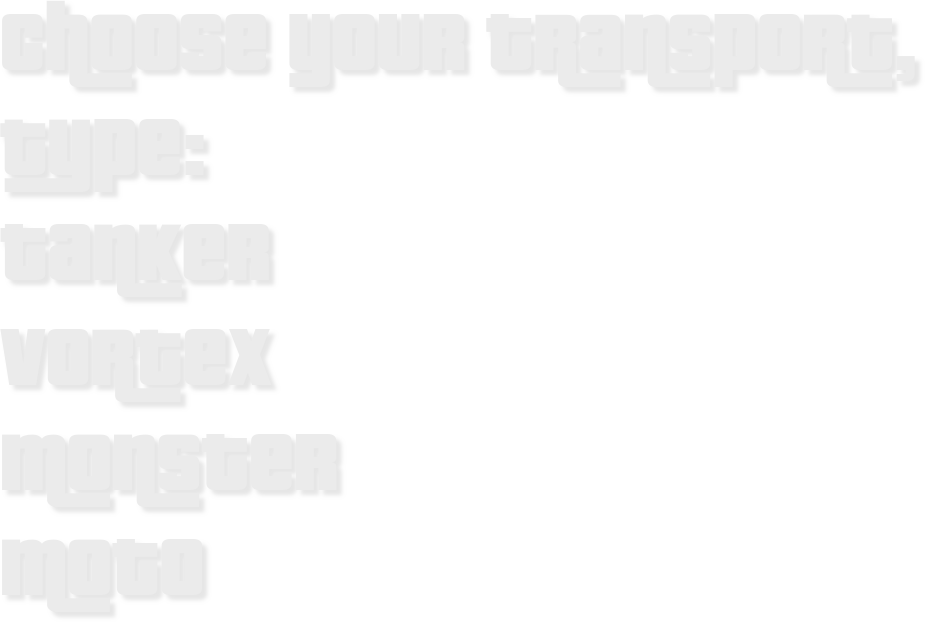 choose your transport,
type:
tanker
vortex
monster
moto